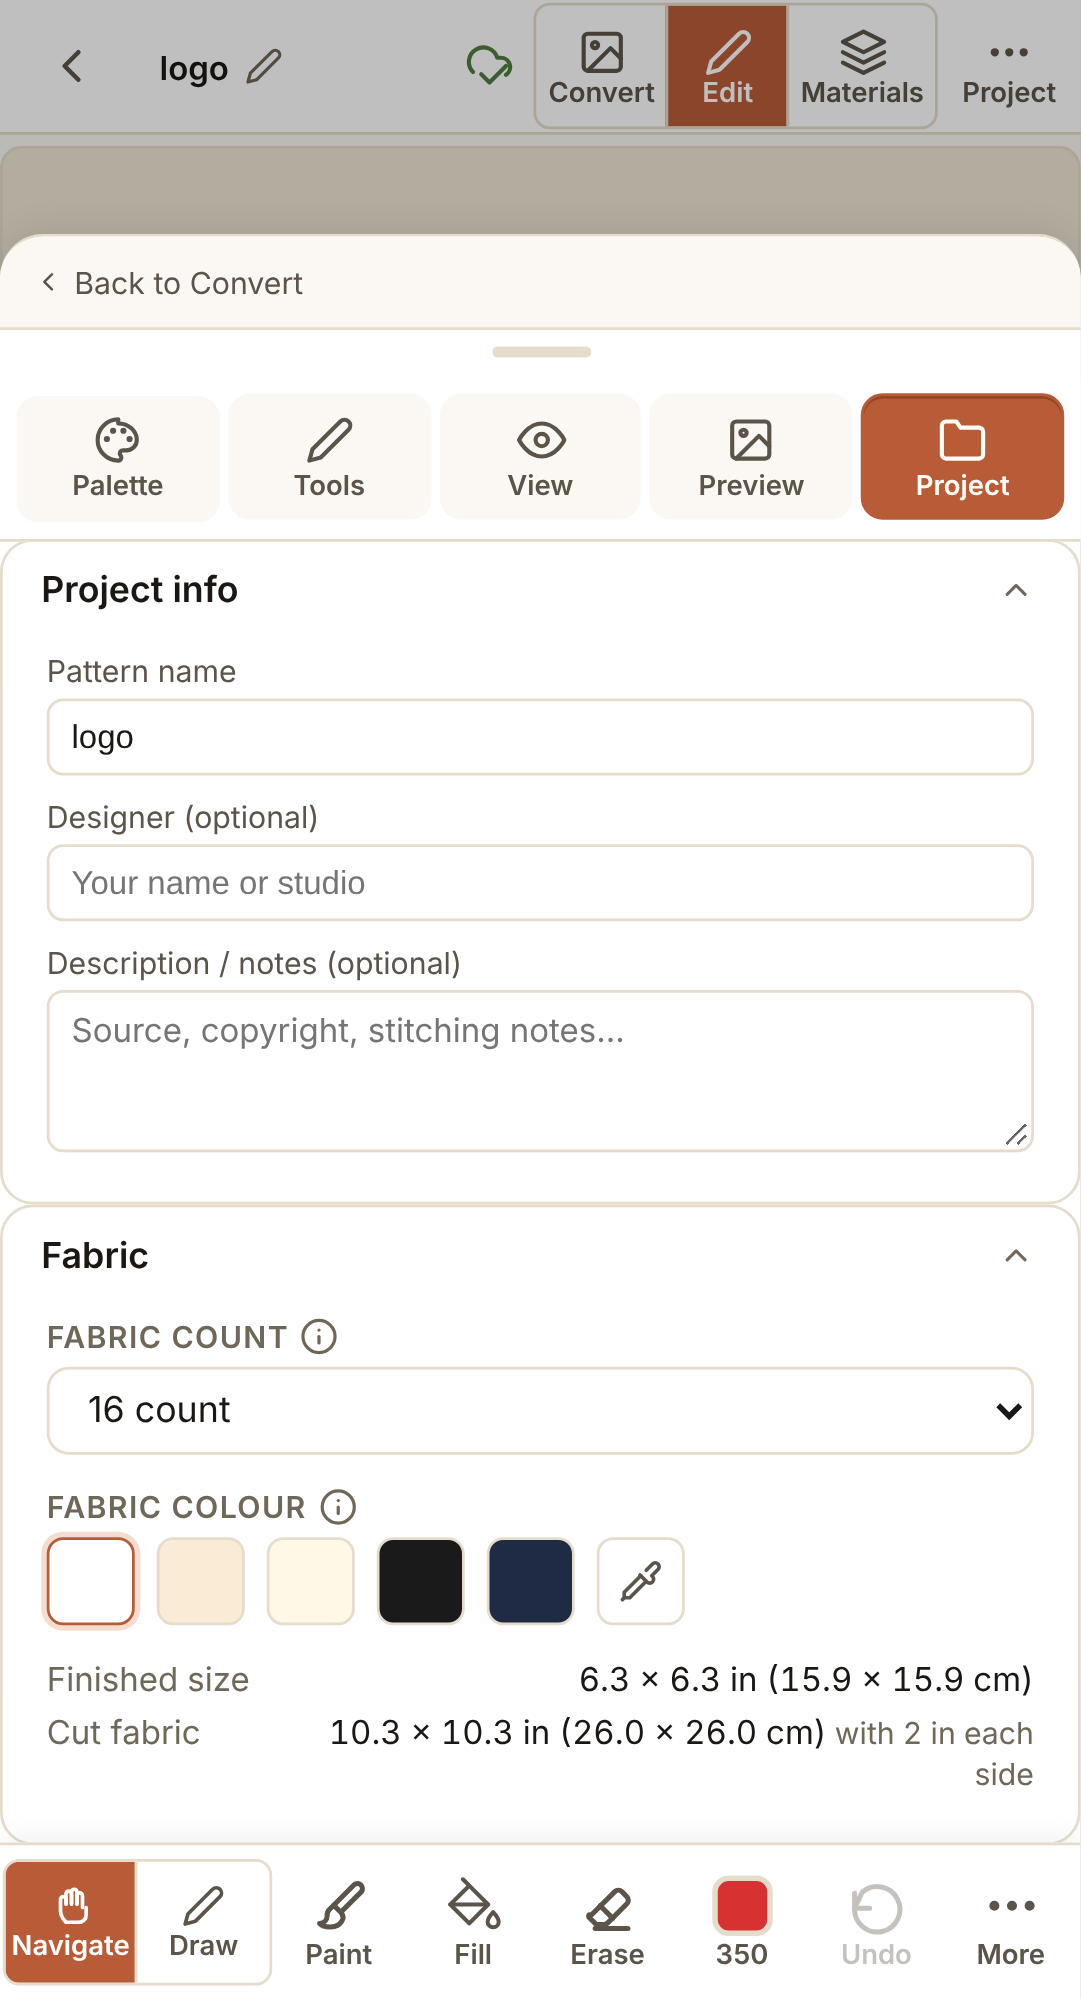 logo
Convert
Edit
Materials
Project
Back to Convert
Palette
Tools
View
Preview
Project
Project info
Pattern name
logo
Designer (optional)
Your name or studio
Description / notes (optional)
Source, copyright, stitching notes...
Fabric
FABRIC COUNT
16 count
FABRIC COLOUR
Finished size
6.3 × 6.3 in (15.9 × 15.9 cm)
Cut fabric
10.3 × 10.3 in (26.0 × 26.0 cm) with 2 in each
side
Navigate
Draw
Paint
Fill
Erase
350
Undo
More